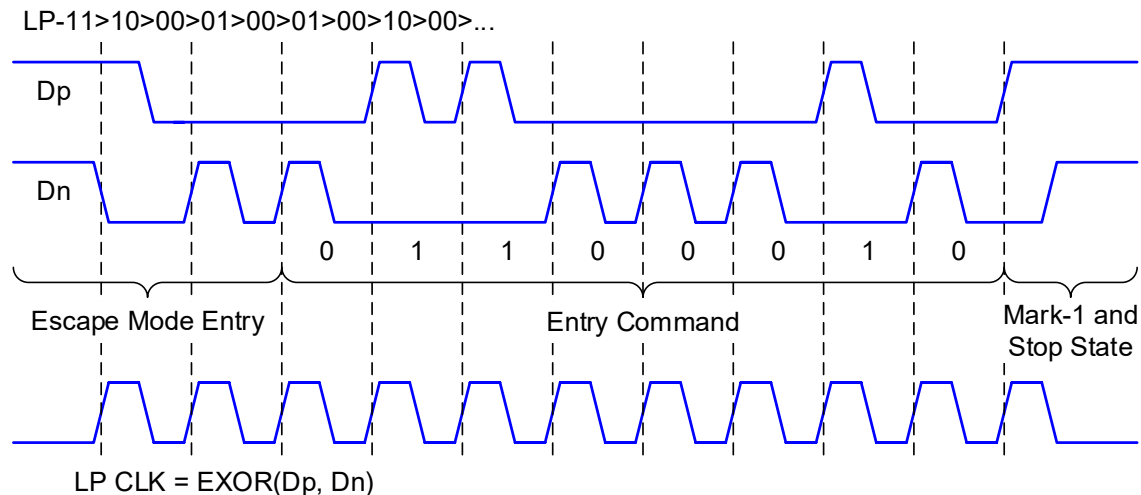 LP-11>10>00>01>00>01>00>10>00>...
Dp
Dn
0 1 1 0 0 0 1 0
Escape Mode Entry
Entry Command
Mark-1 and
Stop State
LP CLK = EXOR(Dp, Dn)